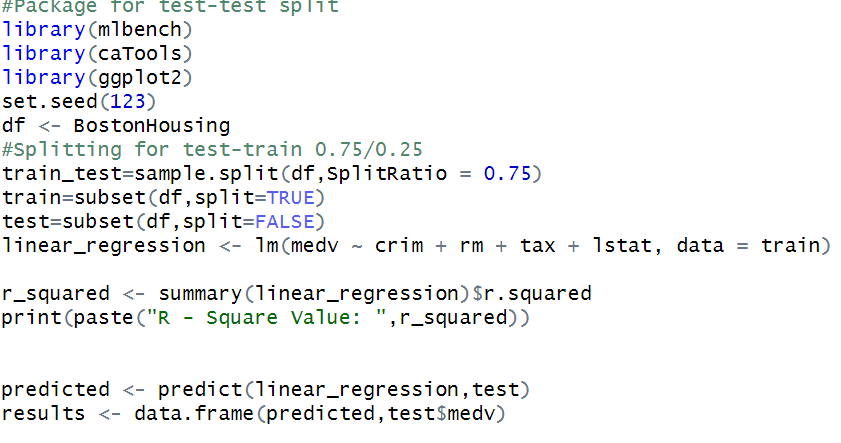 #Package for test-test split
library(mlbench)
library(caTools)
library(ggplot2)
set.seed(123)
df <- BostonHousing
#Splitting for test-train 0.75/0.25
train_test=sample.split(df,SplitRatio = 0.75)
train=subset(df,split=TRUE)
test=subset(df,split=FALSE)
linear_regression <- lm(medv ~ crim + rm + tax + lstat, data = train)
r_squared <- summary(linear_regression)$r.squared
print(paste("R - Square Value: ",r_squared))
predicted <- predict(linear_regression,test)
results <- data.frame(predicted,test$medv)